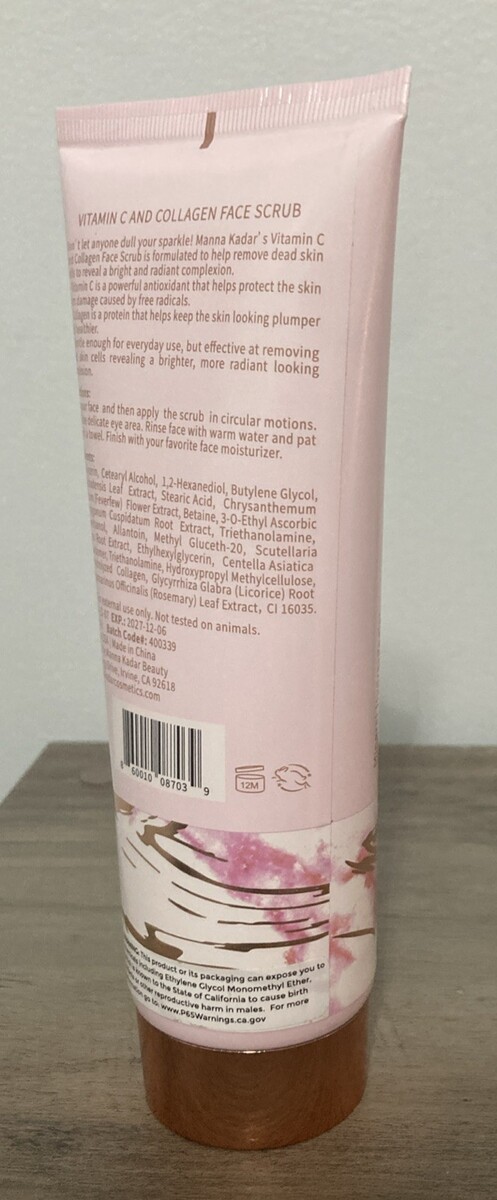 VITAMIN C AND COLLAGEN FACE SCRUB
let anyone dull your sparkle! Manna Kadar's Vitamin C
Collagen Face Scrub is formulated to help remove dead skin
to reveal a bright and radiant complexion.
C is a powerful antioxidant that helps protect the skin
damage caused by free radicals.
is a protein that helps keep the skin looking plumper
enough for everyday use, but effective at removing
skin cells revealing a brighter, more radiant looking
face and then apply the scrub in circular motions.
delicate eye area. Rinse face with warm water and pat
towel. Finish with your favorite face moisturizer.
Cetearyl Alcohol, 1,2-Hexanediol, Butylene Glycol,
Leaf Extract, Stearic Acid, Chrysanthemum
(Feverfew) Flower Extract, Betaine, 3-O-Ethyl Ascorbic
Cuspidatum Root Extract, Triethanolamine,
Allantoin, Methyl Gluceth-20, Scutellaria
Root Extract, Ethylhexylglycerin, Centella Asiatica
Triethanolamine, Hydroxypropyl Methylcellulose,
Collagen, Glycyrrhiza Glabra (Licorice) Root
Officinalis (Rosemary) Leaf Extract, CI 16035.
external use only. Not tested on animals.
EXP.: 2027-12-06
Batch Code#: 400339
Made in China
Kadar Beauty
Irvine, CA 92618
60010 08703 9
12M
This product or its packaging can expose you to
including Ethylene Glycol Monomethyl Ether,
known to the State of California to cause birth
or other reproductive harm in males. For more
go to: www.P65Warnings.ca.gov